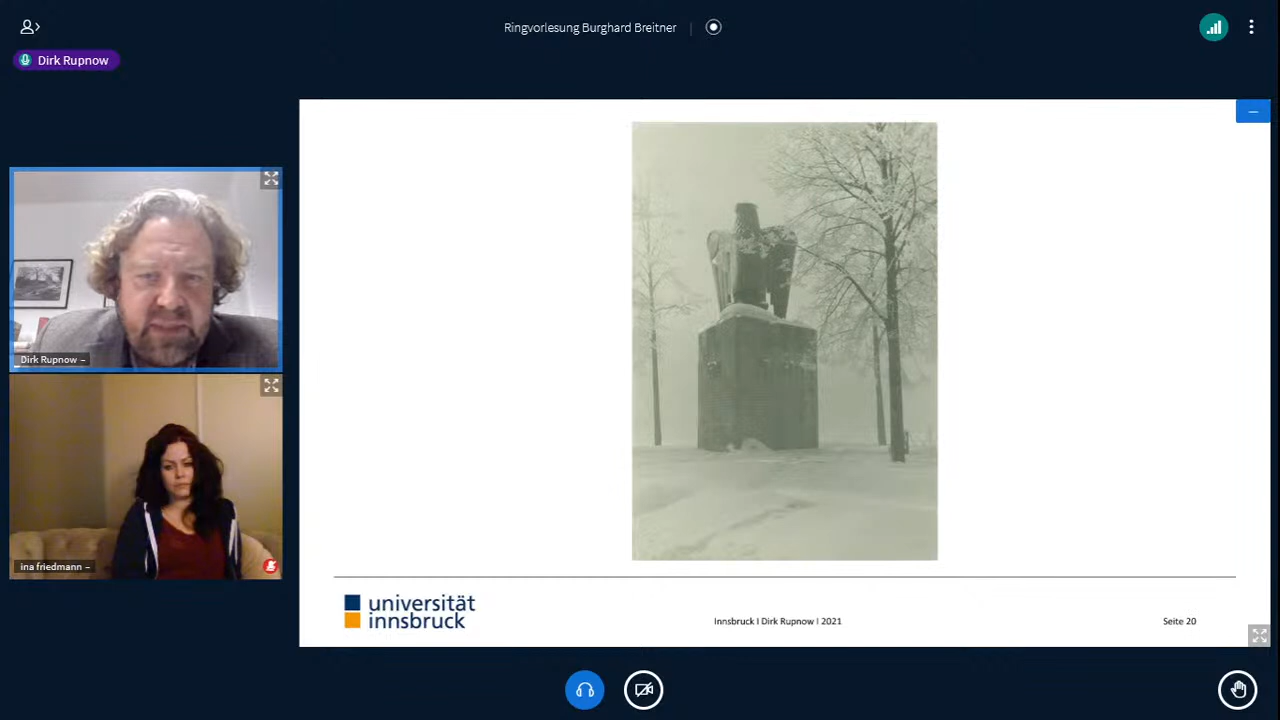 Ringvorlesung Burghard Breitner
Dirk Rupnow
Dirk Rupnow –
ina friedmann –
universität
innsbruck
Innsbruck I Dirk Rupnow I 2021
Seite 20